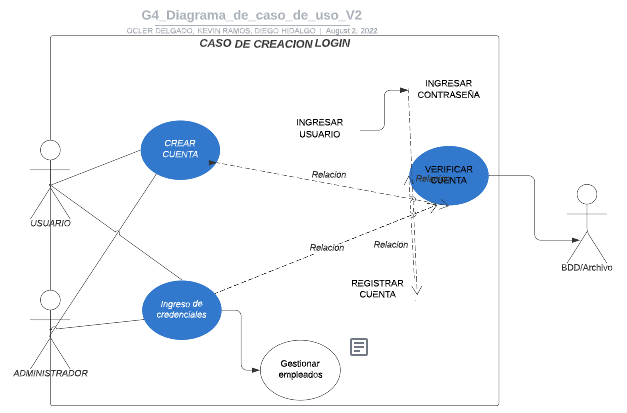 G4_Diagrama_de_caso_de_uso_V2
OCLER DELGADO, KEVIN RAMOS, DIEGO HIDALGO | August 2, 2022
CASO DE CREACION LOGIN
INGRESAR
CONTRASEÑA
INGRESAR
USUARIO
CREAR
CUENTA
VERIFICAR
CUENTA
Relacion
Relacion
USUARIO
Relacion
Relacion
BDD/Archivo
REGISTRAR
CUENTA
Ingreso de
credenciales
ADMINISTRADOR
Gestionar
empleados